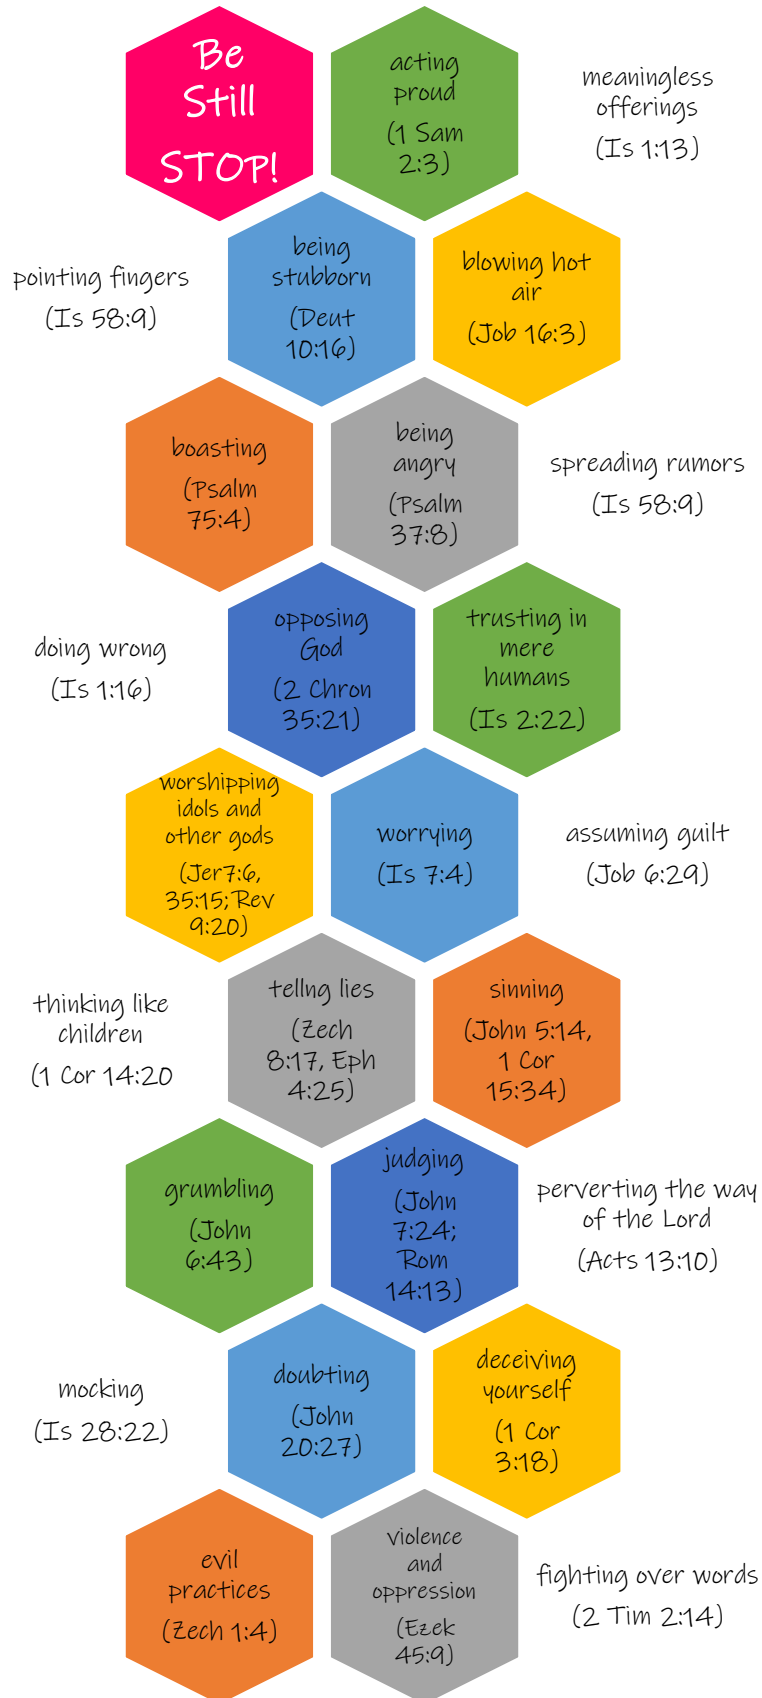 Be
Still
STOP!
acting
proud
(1 Sam
2:3)
meaningless
offerings
(Is 1:13)
pointing fingers
(Is 58:9)
being
stubborn
(Deut
10:16)
blowing hot
air
(Job 16:3)
boasting
(Psalm
75:4)
being
angry
(Psalm
37:8)
spreading rumors
(Is 58:9)
doing wrong
(Is 1:16)
opposing
God
(2 Chron
35:21)
trusting in
mere
humans
(Is 2:22)
worshipping
idols and
other gods
(Jer7:6,
35:15; Rev
9:20)
worrying
(Is 7:4)
assuming guilt
(Job 6:29)
thinking like
children
(1 Cor 14:20
tellng lies
(Zech
8:17, Eph
4:25)
sinning
(John 5:14,
1 Cor
15:34)
grumbling
(John
6:43)
judging
(John
7:24;
Rom
14:13)
perverting the way
of the Lord
(Acts 13:10)
mocking
(Is 28:22)
doubting
(John
20:27)
deceiving
yourself
(1 Cor
3:18)
evil
practices
(Zech 1:4)
violence
and
oppression
(Ezek
45:9)
fighting over words
(2 Tim 2:14)